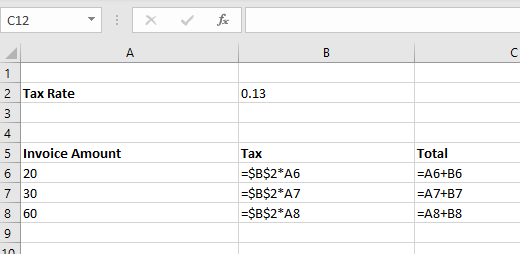 C12 fx
A B C
1
2 Tax Rate 0.13
3
4
5 Invoice Amount Tax Total
6 20 =$B$2*A6 =A6+B6
7 30 =$B$2*A7 =A7+B7
8 60 =$B$2*A8 =A8+B8
9
10